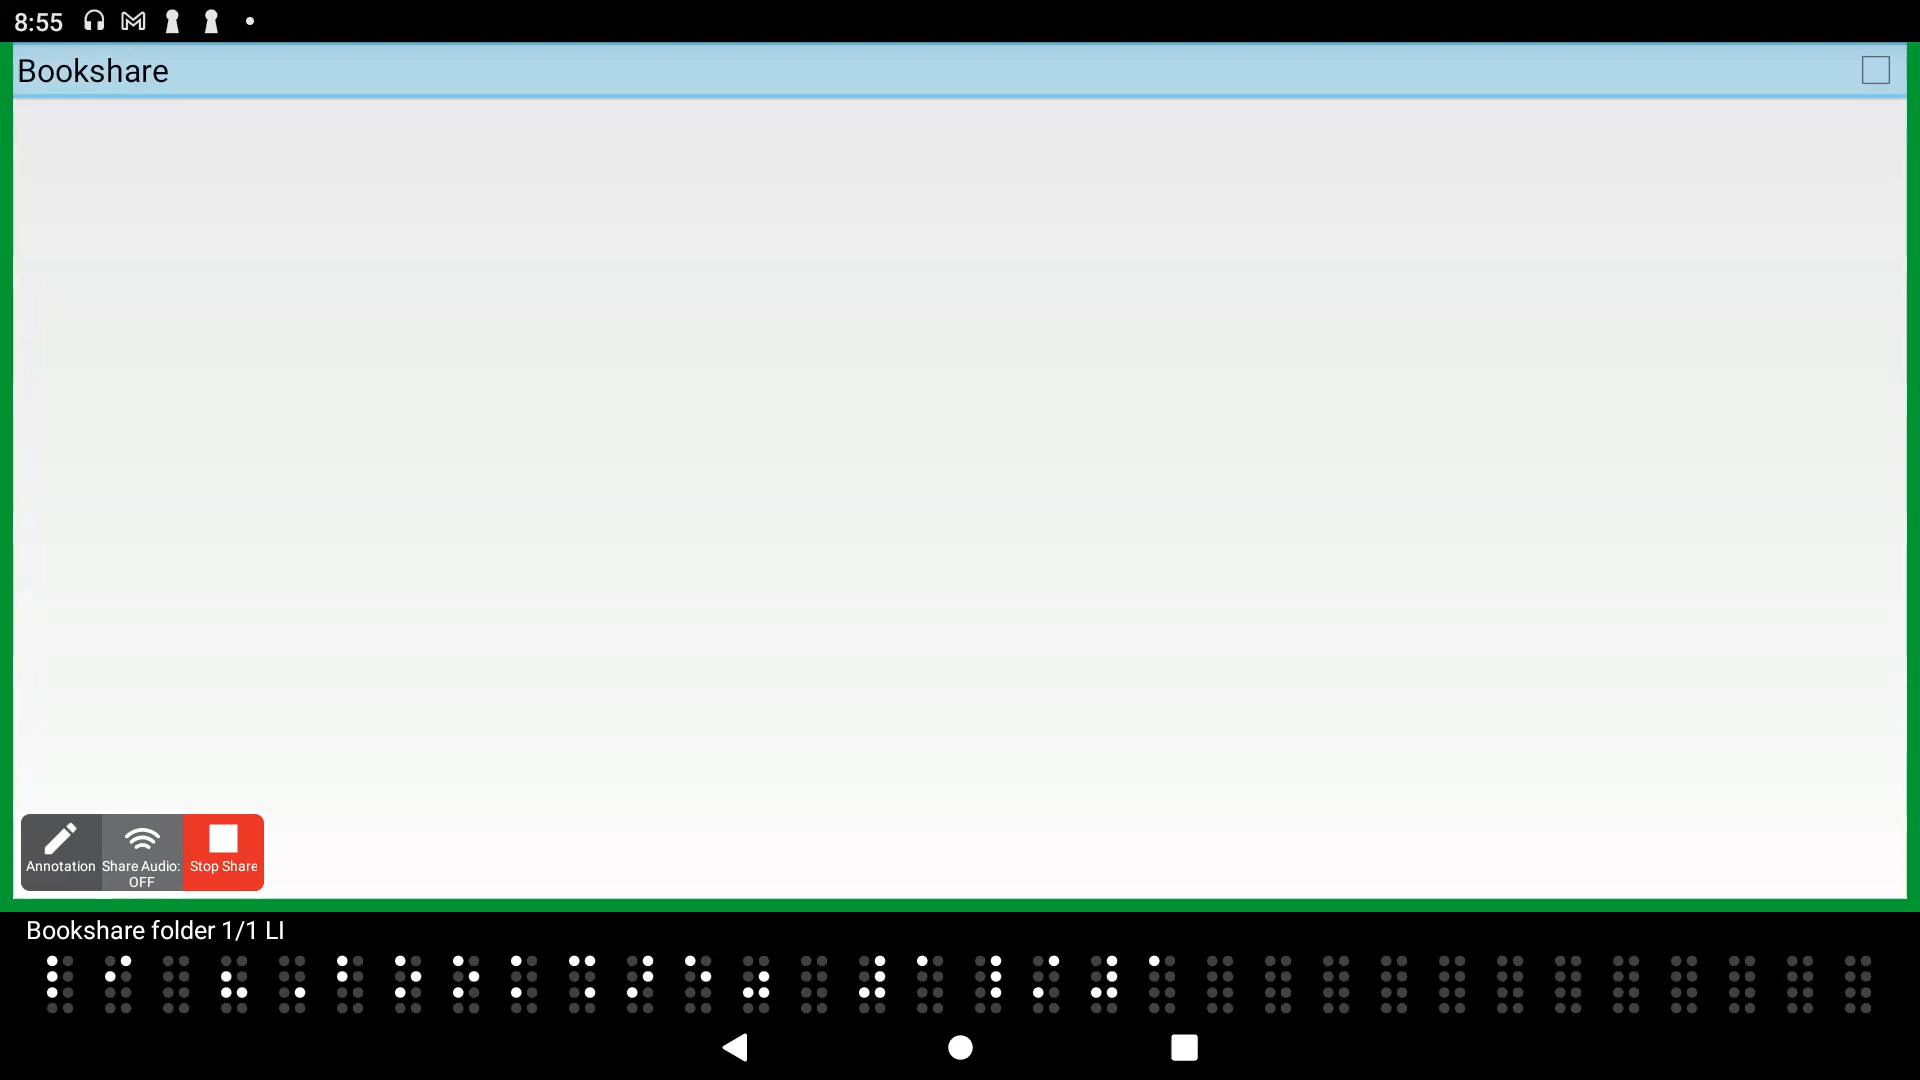 8:55
Bookshare
Annotation
Share Audio: OFF
Stop Share
Bookshare folder 1/1 LI